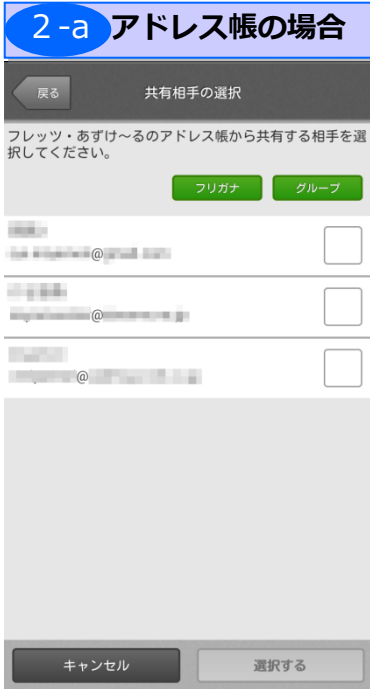 2-a アドレス帳の場合
戻る 共有相手の選択
フレッツ・あずけ～るのアドレス帳から共有する相手を選
択してください。
フリガナ グループ
@
@
@
キャンセル 選択する